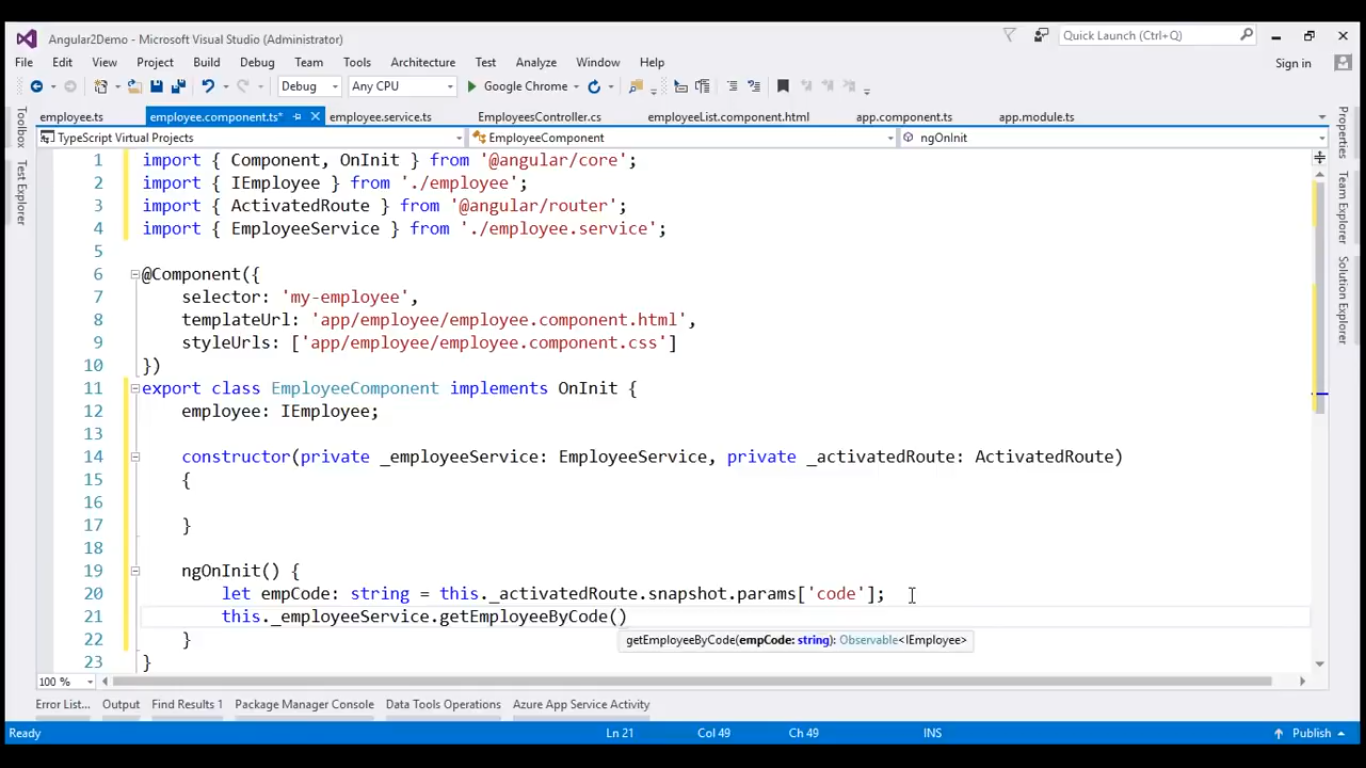 Angular2Demo - Microsoft Visual Studio (Administrator)
Quick Launch (Ctrl+Q)
File Edit View Project Build Debug Team Tools Architecture Test Analyze Window Help
Sign in
Debug Any CPU Google Chrome
employee.ts employee.component.ts* employee.service.ts EmployeesController.cs employeeList.component.html app.component.ts app.module.ts
TypeScript Virtual Projects EmployeeComponent ngOnInit
Toolbox
Test Explorer
1 import { Component, OnInit } from '@angular/core';
2 import { IEmployee } from './employee';
3 import { ActivatedRoute } from '@angular/router';
4 import { EmployeeService } from './employee.service';
5
6 @Component({
7 selector: 'my-employee',
8 templateUrl: 'app/employee/employee.component.html',
9 styleUrls: ['app/employee/employee.component.css']
10 })
11 export class EmployeeComponent implements OnInit {
12 employee: IEmployee;
13
14 constructor(private _employeeService: EmployeeService, private _activatedRoute: ActivatedRoute)
15 {
16
17 }
18
19 ngOnInit() {
20 let empCode: string = this._activatedRoute.snapshot.params['code'];
21 this._employeeService.getEmployeeByCode()
getEmployeeByCode(empCode: string): Observable<IEmployee>
22 }
23 }
Properties
Team Explorer
Solution Explorer
100 %
Error List... Output Find Results 1 Package Manager Console Data Tools Operations Azure App Service Activity
Ready Ln 21 Col 49 Ch 49 INS Publish